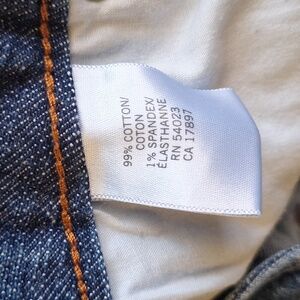 99% COTTON/
COTON
1% SPANDEX/
ÉLASTHANNE
RN 54023
CA 17897